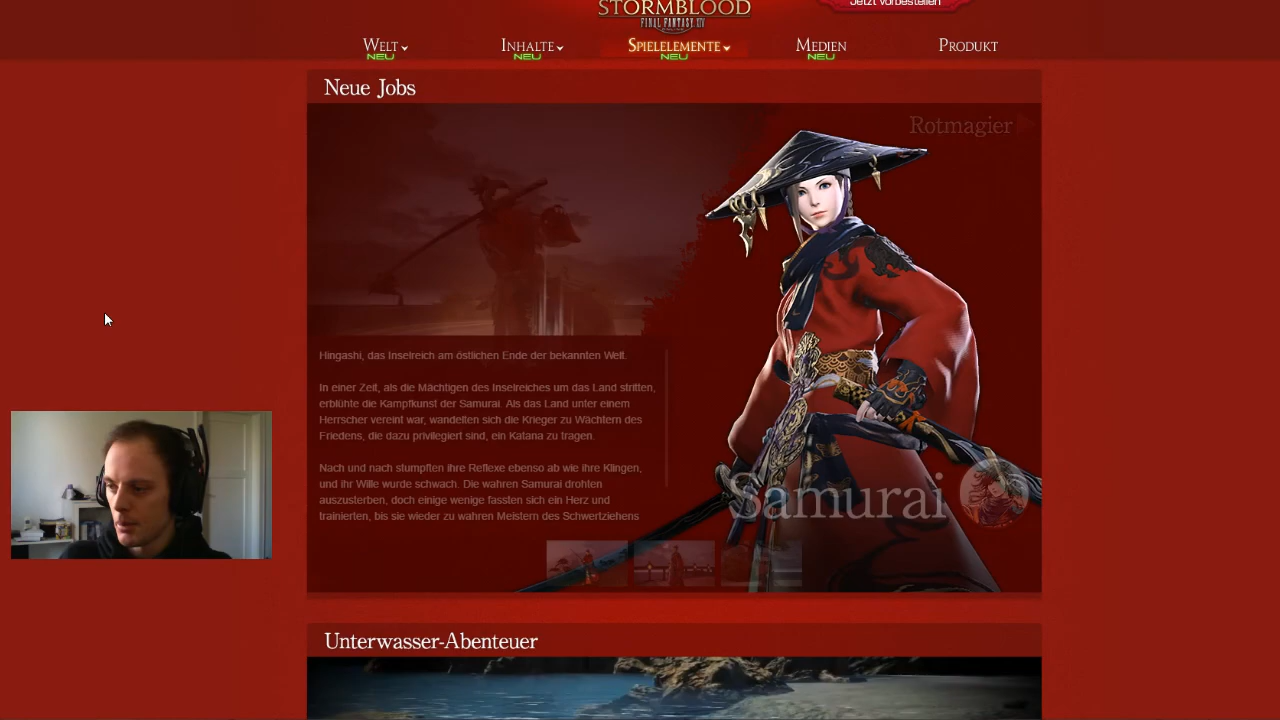 STORMBLOOD
FINAL FANTASY XIV
Jetzt vorbestellen
WELT
NEU
INHALTE
NEU
SPIELELEMENTE
NEU
MEDIEN
NEU
PRODUKT
Neue Jobs
Rotmagier
Hingashi, das Inselreich am östlichen Ende der bekannten Welt.
In einer Zeit, als die Mächtigen des Inselreiches um das Land stritten,
erblühte die Kampfkunst der Samurai. Als das Land unter einem
Herrscher vereint war, wandelten sich die Krieger zu Wächtern des
Friedens, die dazu privilegiert sind, ein Katana zu tragen.
Nach und nach stumpften ihre Reflexe ebenso ab wie ihre Klingen,
und ihr Wille wurde schwach. Die wahren Samurai drohten
auszusterben, doch einige wenige fassten sich ein Herz und
trainierten, bis sie wieder zu wahren Meistern des Schwertziehens
Samurai
Unterwasser-Abenteuer